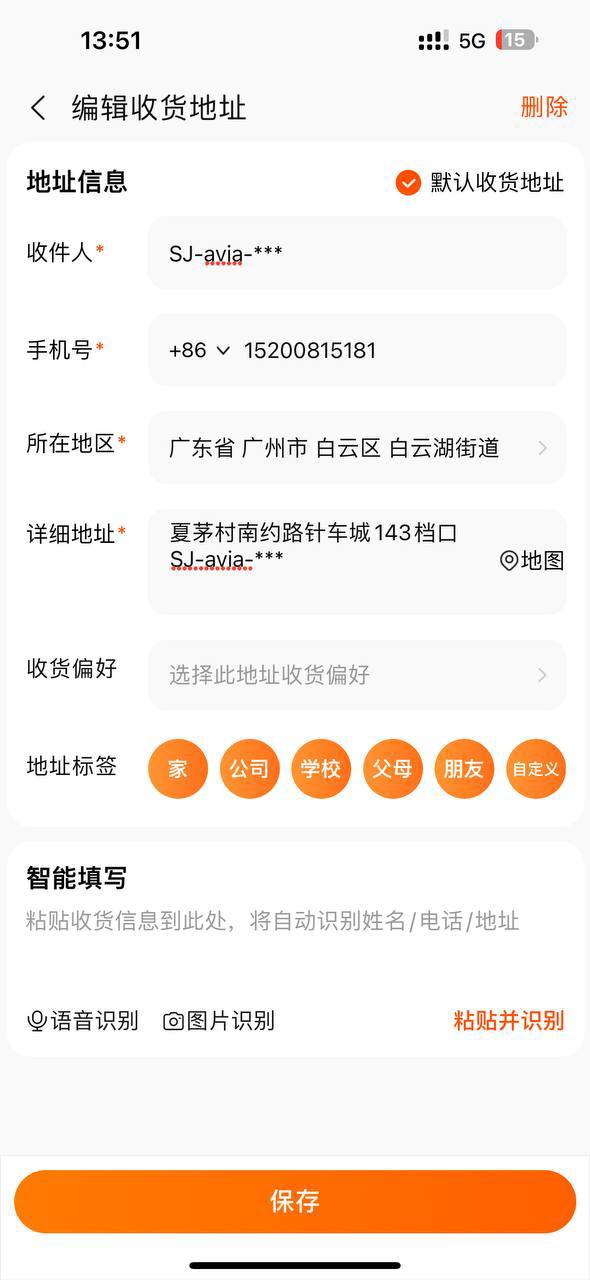 13:51
5G 15
编辑收货地址
删除
地址信息
默认收货地址
收件人*
SJ-avia-***
手机号*
+86 15200815181
所在地区*
广东省 广州市 白云区 白云湖街道
详细地址*
夏茅村南约路针车城143档口
SJ-avia-***
地图
收货偏好
选择此地址收货偏好
地址标签
家 公司 学校 父母 朋友 自定义
智能填写
粘贴收货信息到此处，将自动识别姓名/电话/地址
语音识别 图片识别
粘贴并识别
保存